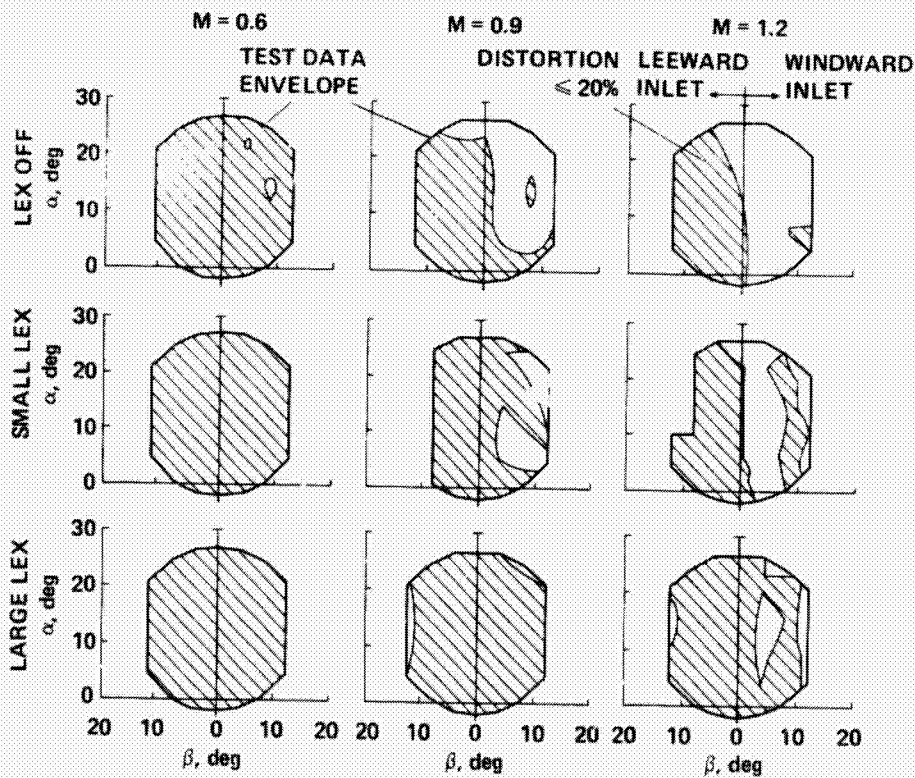 M = 0.6 M = 0.9 M = 1.2
TEST DATA ENVELOPE
DISTORTION ≤ 20%
LEEWARD INLET
WINDWARD INLET
LEX OFF
α, deg
30
20
10
0
SMALL LEX
α, deg
30
20
10
0
LARGE LEX
α, deg
30
20
10
0
20 10 0 10 20 10 0 10 20 10 0 10 20
β, deg β, deg β, deg